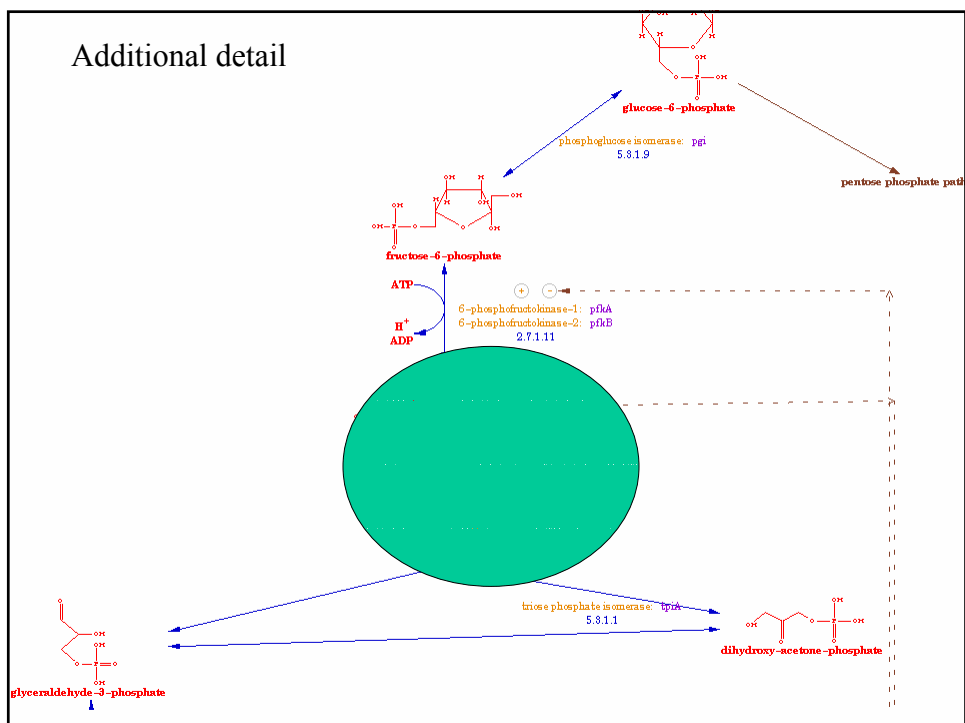 Additional detail
glucose-6-phosphate
phosphoglucose isomerase: pgi
5.3.1.9
pentose phosphate path
fructose-6-phosphate
ATP
H+
ADP
+ -
6-phosphofructokinase-1: pfkA
6-phosphofructokinase-2: pfkB
2.7.1.11
triose phosphate isomerase: tpiA
5.3.1.1
dihydroxy-acetone-phosphate
glyceraldehyde-3-phosphate